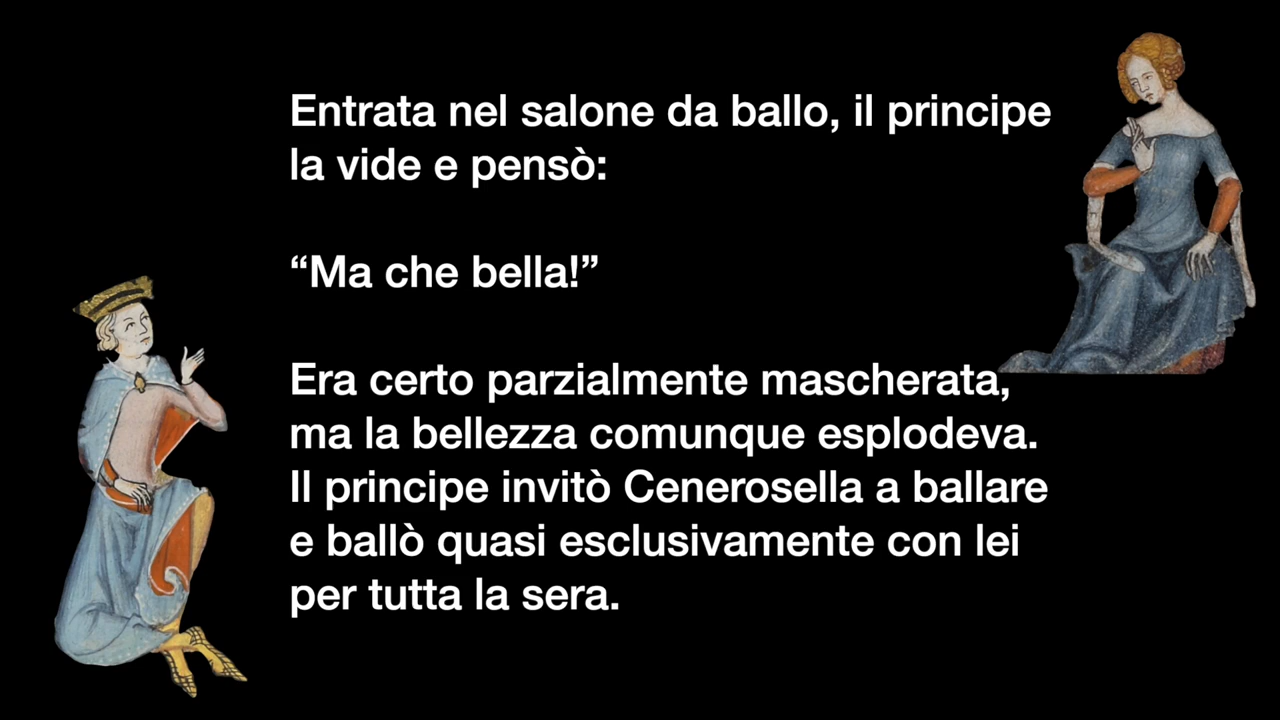 Entrata nel salone da ballo, il principe
la vide e pensò:
“Ma che bella!”
Era certo parzialmente mascherata,
ma la bellezza comunque esplodeva.
Il principe invitò Cenerosella a ballare
e ballò quasi esclusivamente con lei
per tutta la sera.